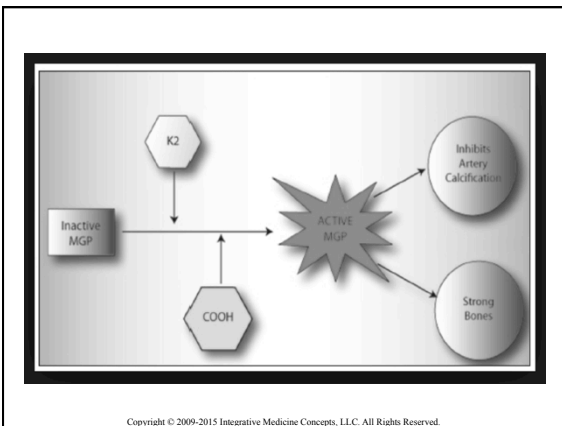 K2
Inactive
MGP
COOH
ACTIVE
MGP
Inhibits
Artery
Calcification
Strong
Bones
Copyright © 2009-2015 Integrative Medicine Concepts, LLC. All Rights Reserved.